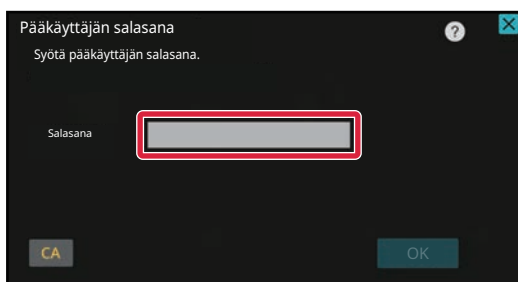 Pääkäyttäjän salasana
?
Syötä pääkäyttäjän salasana.
Salasana
CA
OK